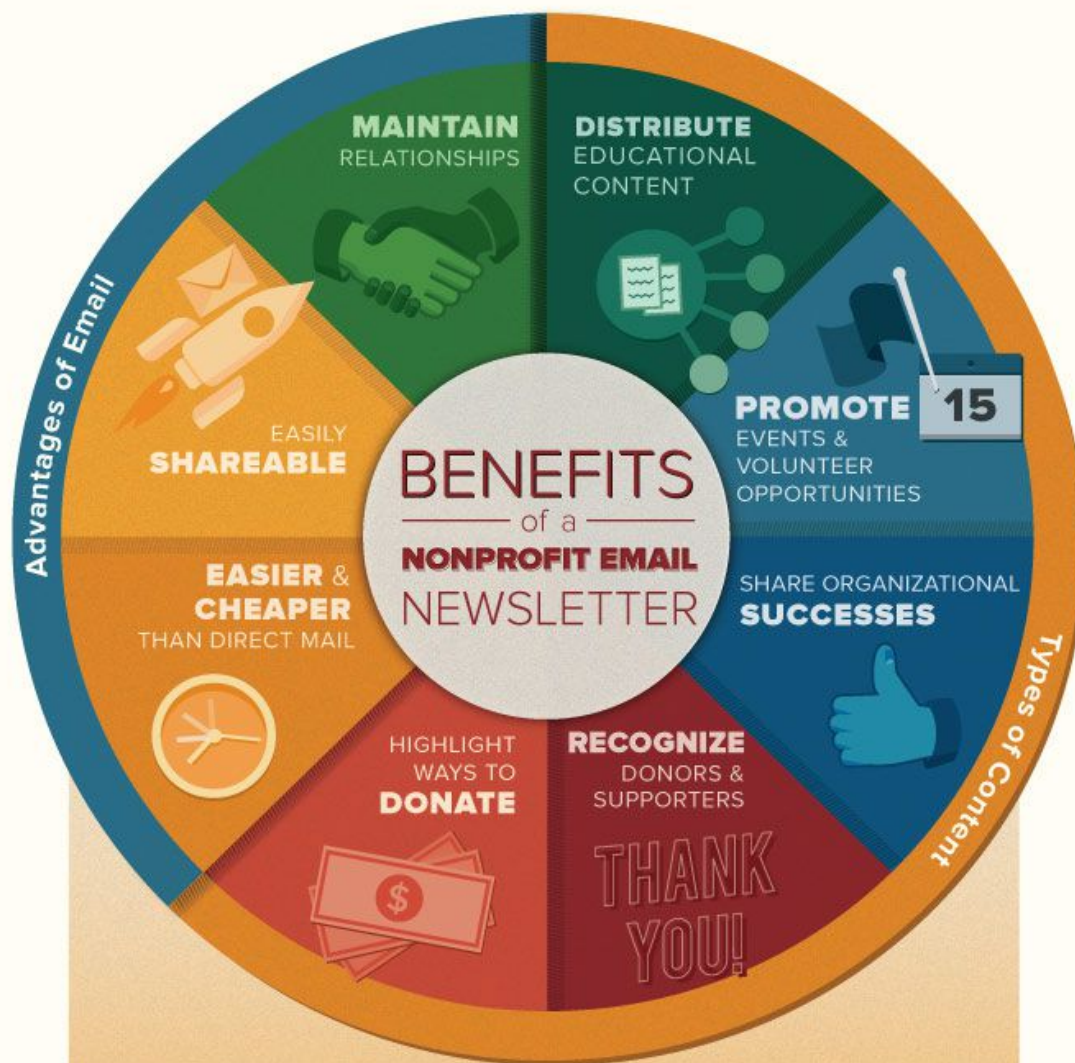 BENEFITS
of a
NONPROFIT EMAIL
NEWSLETTER
Advantages of Email
MAINTAIN
RELATIONSHIPS
EASILY
SHAREABLE
EASIER &
CHEAPER
THAN DIRECT MAIL
Types of Content
DISTRIBUTE
EDUCATIONAL
CONTENT
PROMOTE
EVENTS &
VOLUNTEER
OPPORTUNITIES
15
SHARE ORGANIZATIONAL
SUCCESSES
RECOGNIZE
DONORS &
SUPPORTERS
THANK
YOU!
HIGHLIGHT
WAYS TO
DONATE
$